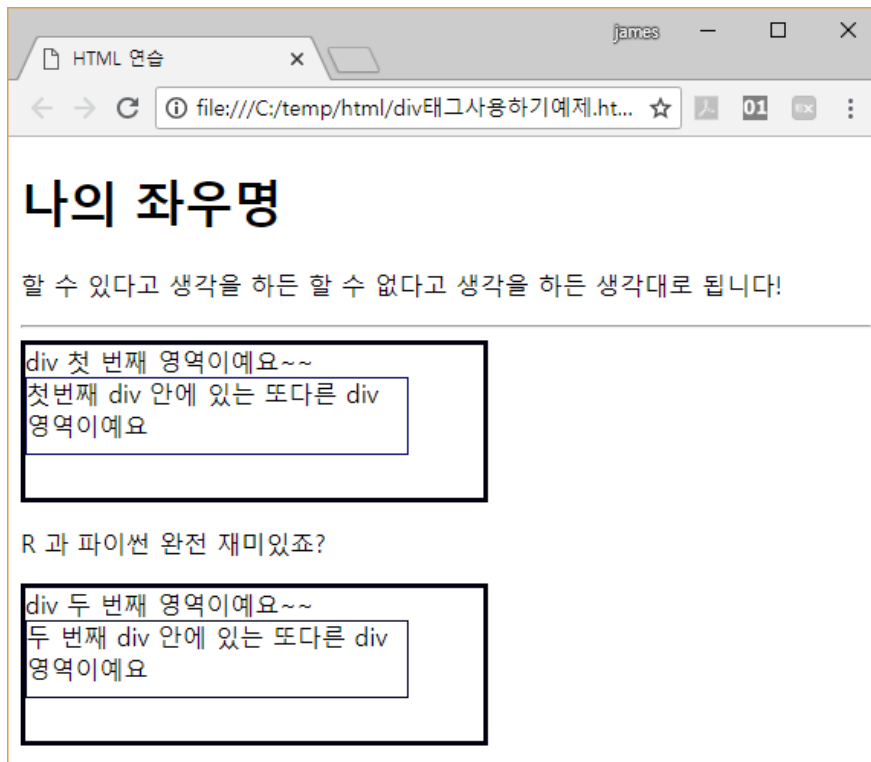 james
HTML 연습
file:///C:/temp/html/div태그사용하기예제.ht...
01
EX
나의 좌우명
할 수 있다고 생각을 하든 할 수 없다고 생각을 하든 생각대로 됩니다!
div 첫 번째 영역이예요~~
첫번째 div 안에 있는 또다른 div
영역이예요
R 과 파이썬 완전 재미있죠?
div 두 번째 영역이예요~~
두 번째 div 안에 있는 또다른 div
영역이예요